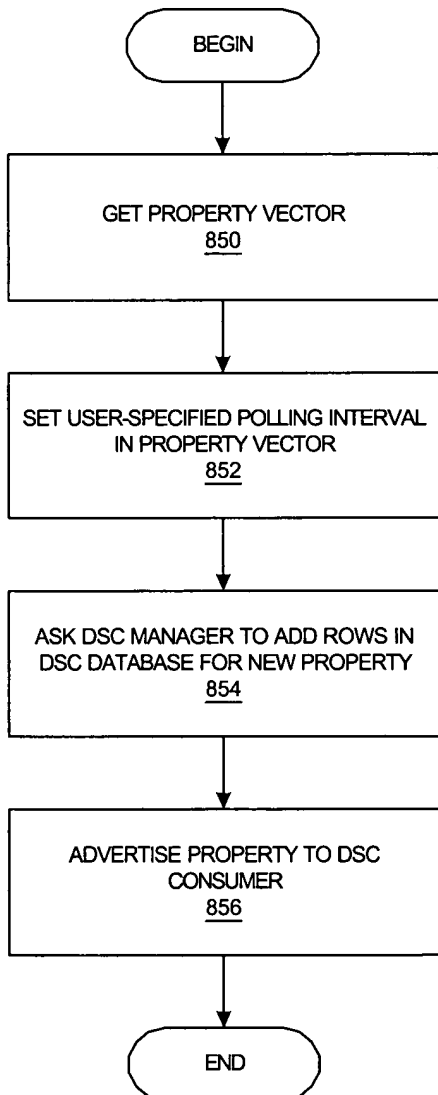 BEGIN
GET PROPERTY VECTOR
850
SET USER-SPECIFIED POLLING INTERVAL
IN PROPERTY VECTOR
852
ASK DSC MANAGER TO ADD ROWS IN
DSC DATABASE FOR NEW PROPERTY
854
ADVERTISE PROPERTY TO DSC
CONSUMER
856
END